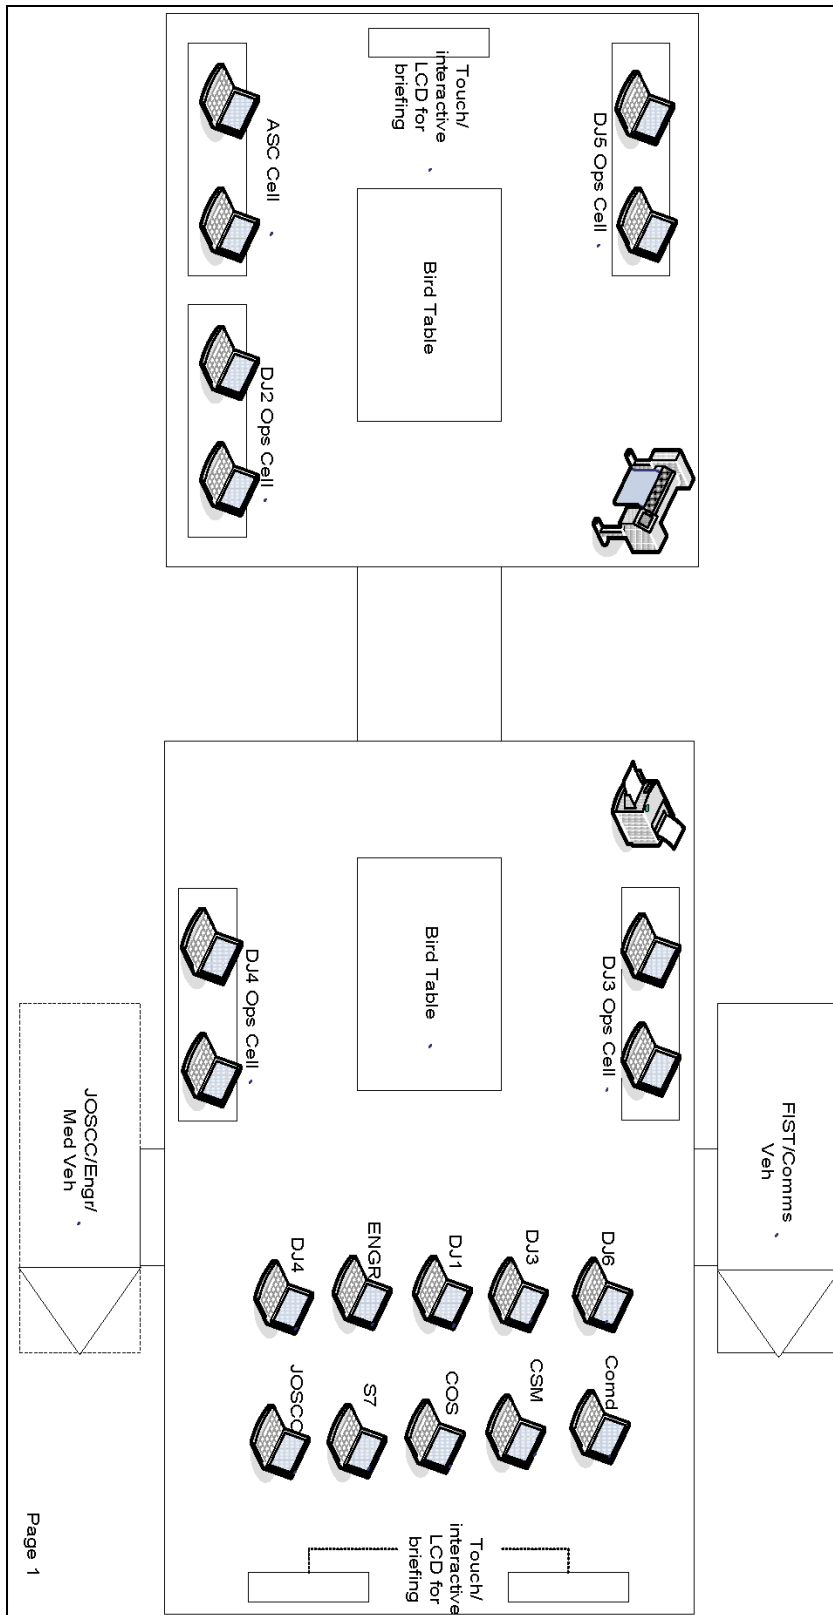 FIST/Comms
Veh
DJ5 Ops Cell
DJ3 Ops Cell
DJ6
Comd
DJ3
CSM
Touch/
interactive
LCD for
briefing
Bird Table
Bird Table
DJ1
COS
Touch/
interactive
LCD for
briefing
ENGR
S7
DJ4
JOSCC
ASC Cell
DJ2 Ops Cell
DJ4 Ops Cell
JOSCC/Engr/
Med Veh
Page 1